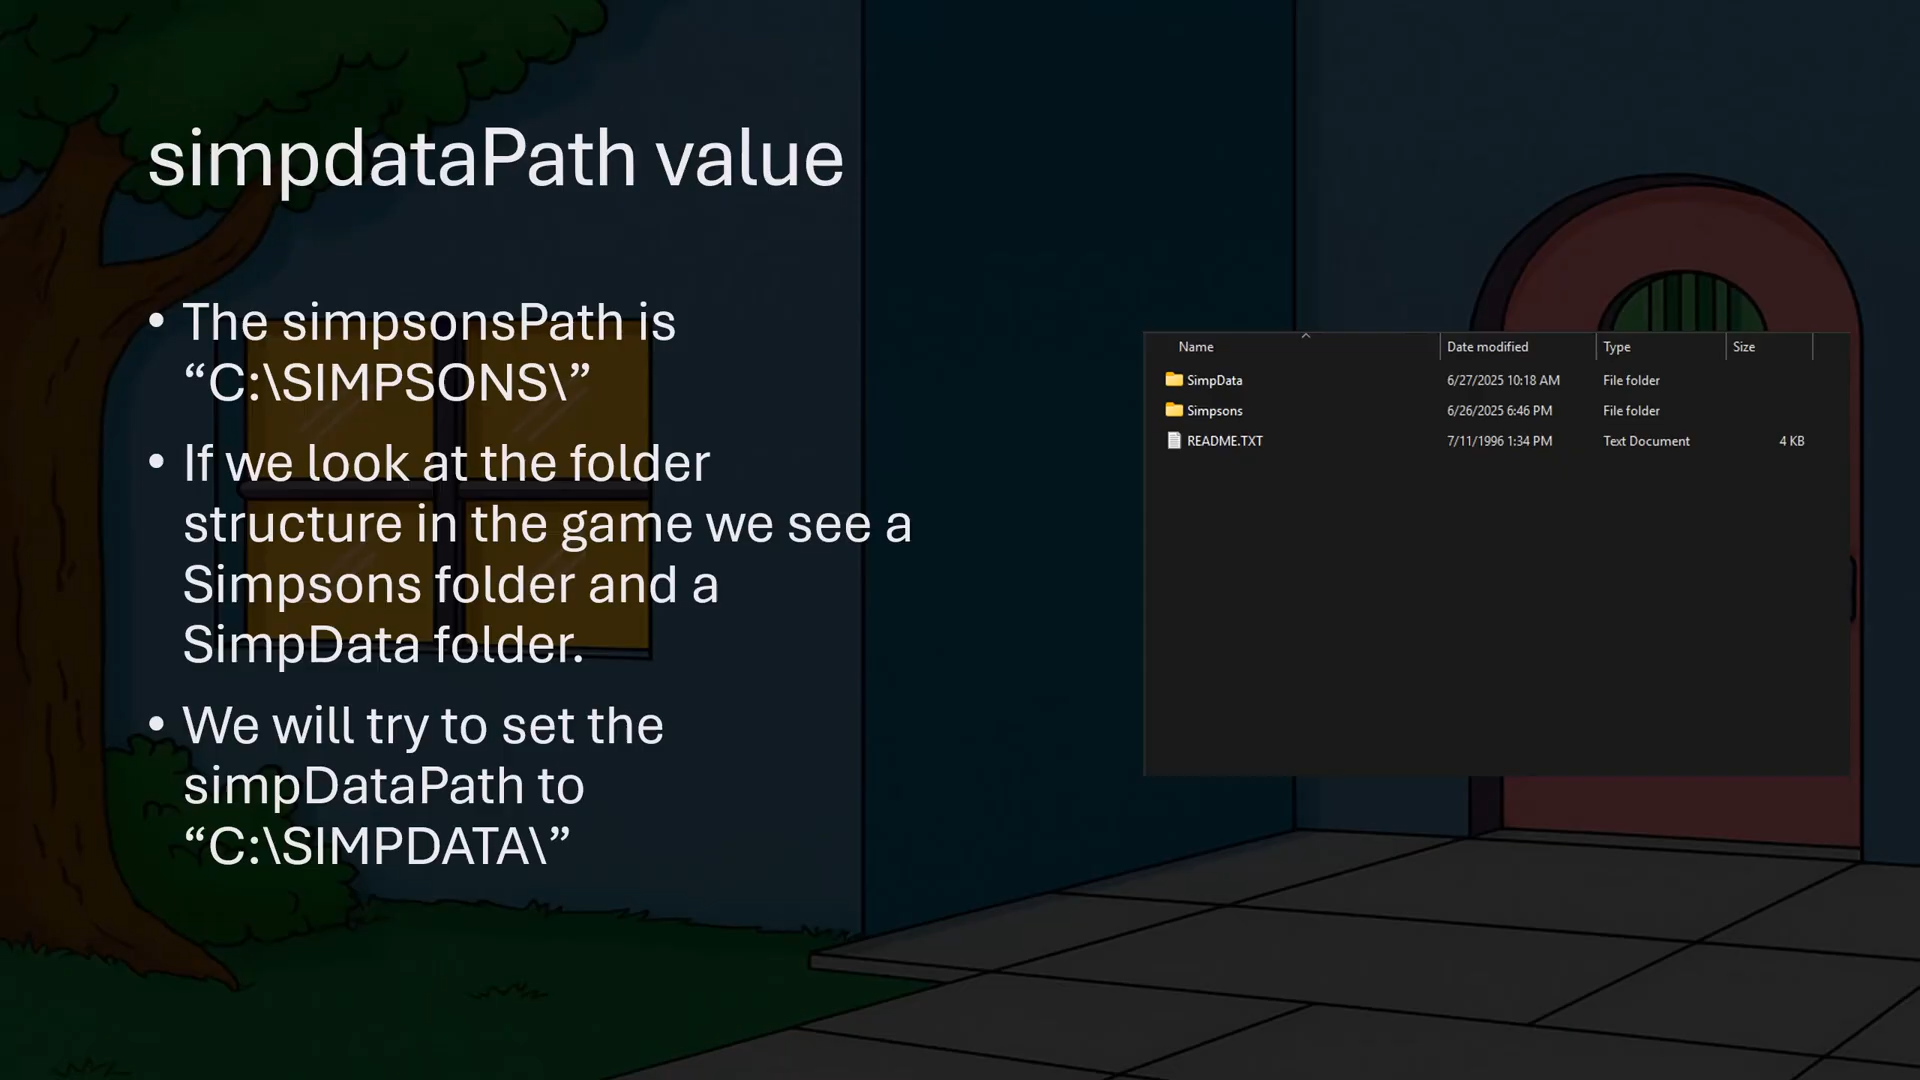 simpdataPath value
• The simpsonsPath is
“C:\SIMPSONS\”
• If we look at the folder
structure in the game we see a
Simpsons folder and a
SimpData folder.
• We will try to set the
simpDataPath to
“C:\SIMPDATA\”
Name Date modified Type Size
SimpData 6/27/2025 10:18 AM File folder
Simpsons 6/26/2025 6:46 PM File folder
README.TXT 7/11/1996 1:34 PM Text Document 4 KB